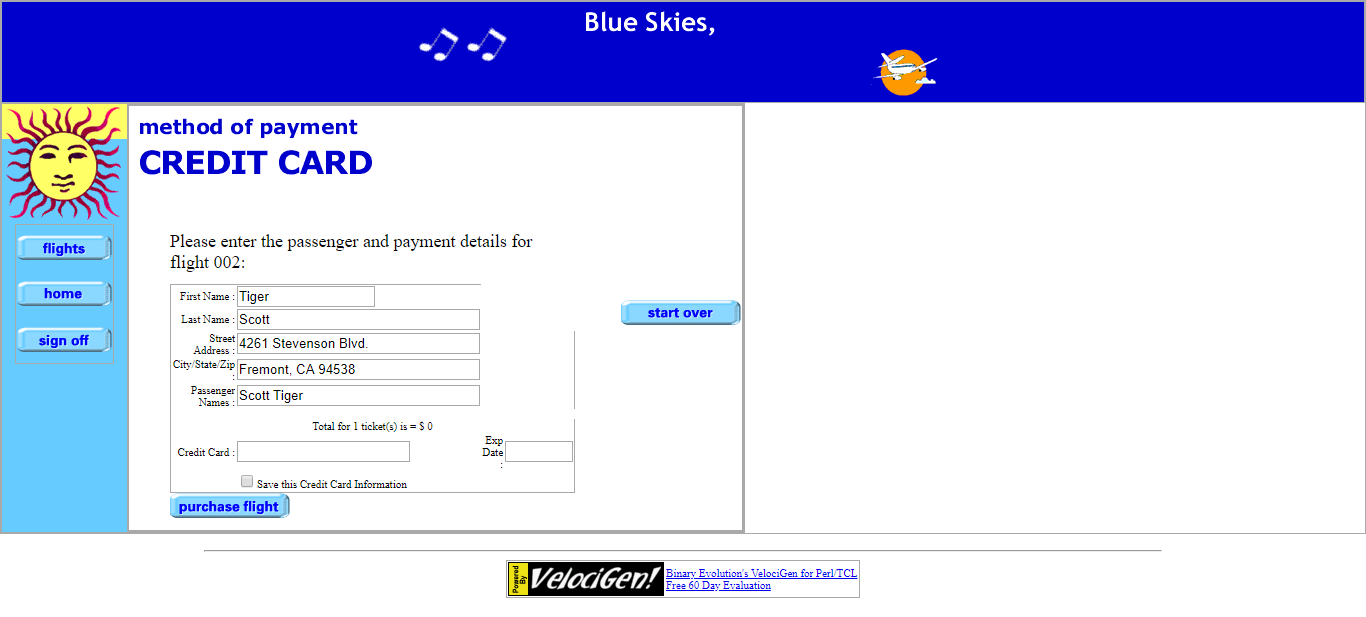 Blue Skies,
method of payment
CREDIT CARD
flights
home
sign off
Please enter the passenger and payment details for
flight 002:
First Name : Tiger
Last Name : Scott
start over
Street
Address : 4261 Stevenson Blvd.
City/State/Zip
: Fremont, CA 94538
Passenger
Names : Scott Tiger
Total for 1 ticket(s) is = $ 0
Credit Card :
Exp
Date
:
Save this Credit Card Information
purchase flight
Powered
By
VelociGen!
Binary Evolution's VelociGen for Perl/TCL
Free 60 Day Evaluation